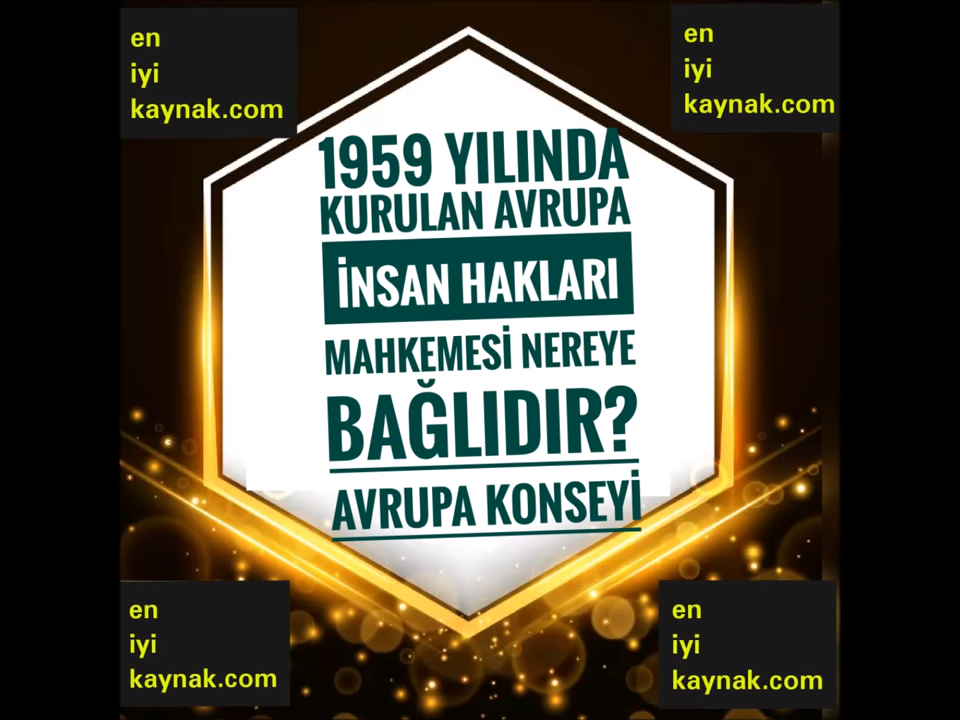 en
iyi
kaynak.com
en
iyi
kaynak.com
1959 YILINDA
KURULAN AVRUPA
İNSAN HAKLARI
MAHKEMESİ NEREYE
BAĞLIDIR?
AVRUPA KONSEYİ
en
iyi
kaynak.com
en
iyi
kaynak.com